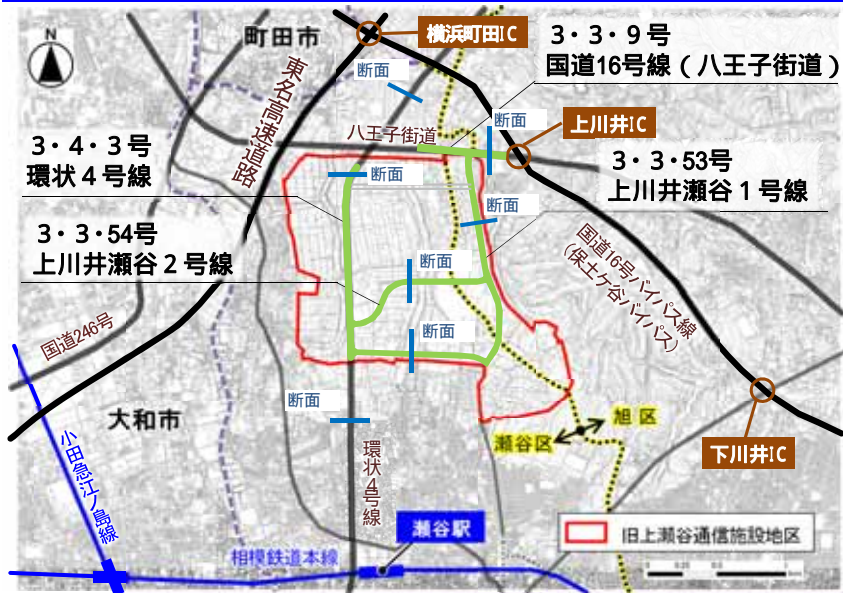 N
町田市
横浜町田IC
3・3・9号
国道16号線（八王子街道）
断面
東名高速道路
断面
上川井IC
八王子街道
3・4・3号
環状4号線
断面
3・3・53号
上川井瀬谷1号線
断面
3・3・54号
上川井瀬谷2号線
断面
国道16号バイパス線
（保土ケ谷バイパス）
国道246号
断面
断面
大和市
旭区
瀬谷区
下川井IC
小田急江ノ島線
環状4号線
瀬谷駅
旧上瀬谷通信施設地区
相模鉄道本線